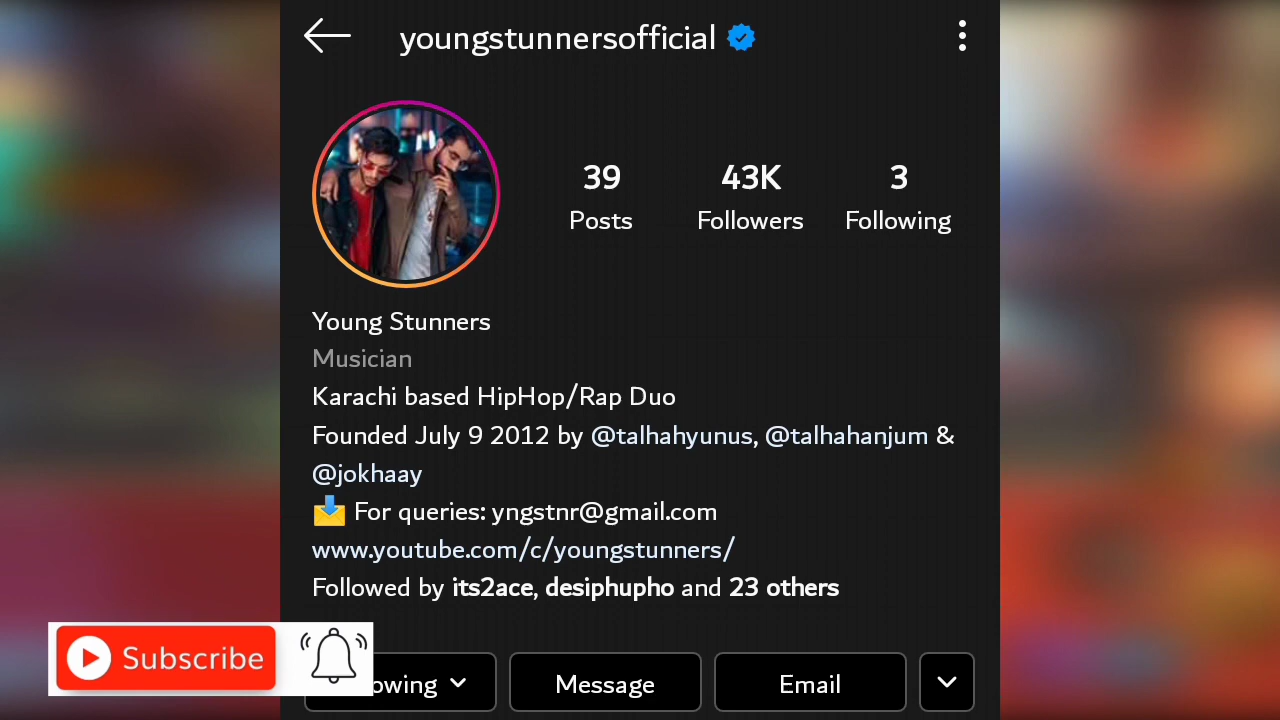 youngstunnersofficial
39 43K 3
Posts Followers Following
Young Stunners
Musician
Karachi based HipHop/Rap Duo
Founded July 9 2012 by @talhahyunus, @talhahanjum &
@jokhaay
📩 For queries: yngstnr@gmail.com
www.youtube.com/c/youngstunners/
Followed by its2ace, desiphupho and 23 others
Subscribe
owing Message Email